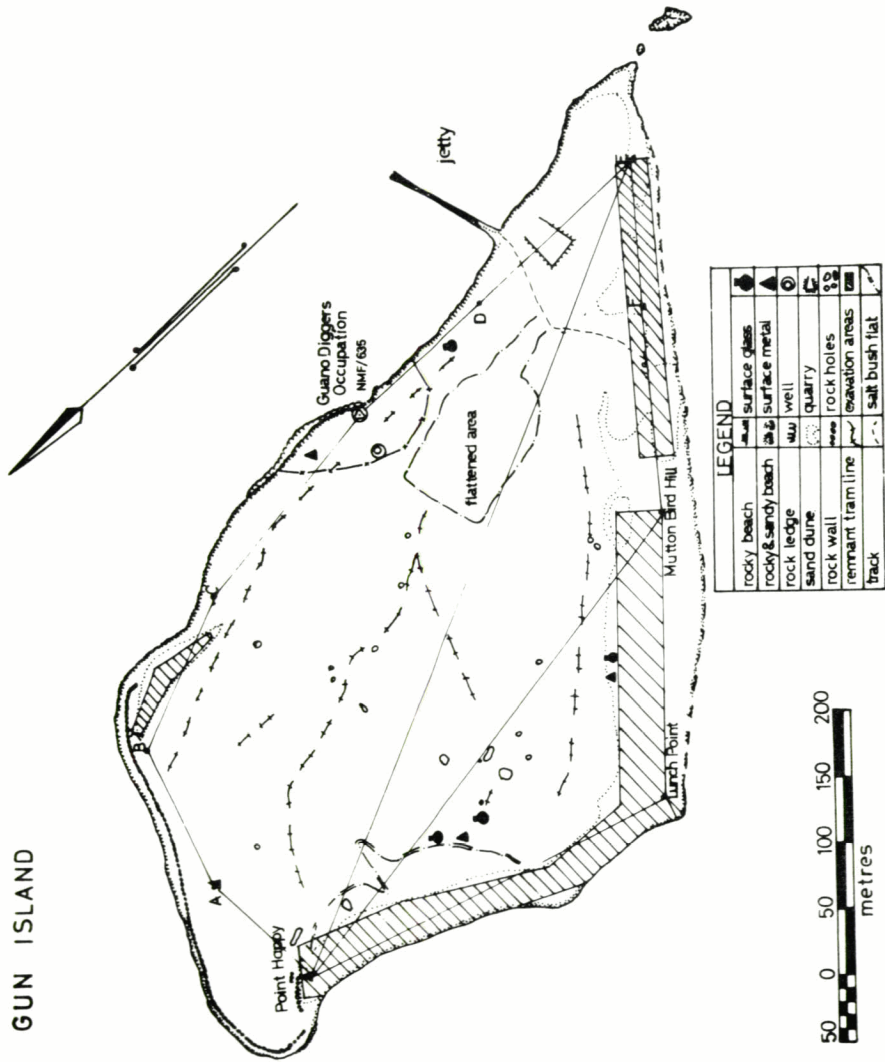 GUN ISLAND
Point Happy
A
B
C
Guano Diggers
Occupation
NMF/635
jetty
D
flattened area
E
F
Mutton Bird Hill
Lunch Point
50 0 50 100 150 200
metres
LEGEND
rocky beach
rocky & sandy beach
rock ledge
sand dune
rock wall
remnant tram line
track
surface glass
surface metal
well
quarry
rock holes
exavation areas
salt bush flat